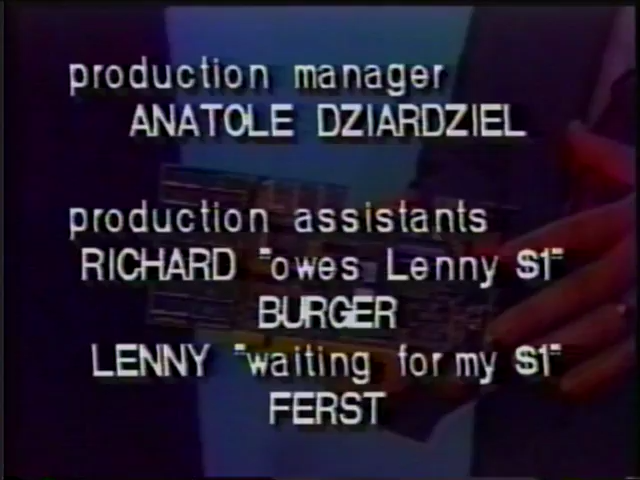 production manager
ANATOLE DZIARDZIEL
production assistants
RICHARD "owes Lenny $1"
BURGER
LENNY "waiting for my $1"
FERST